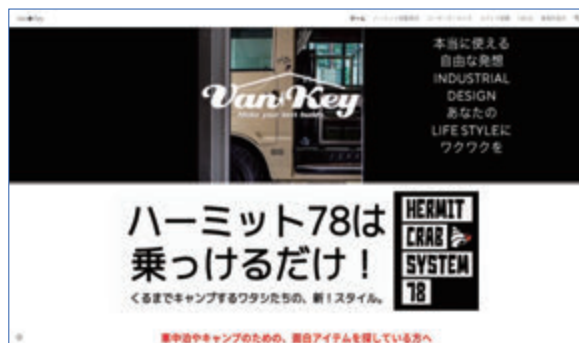 ホーム
Van Key
Make your best buddy.
本当に使える
自由な発想
INDUSTRIAL
DESIGN
あなたの
LIFE STYLEに
ワクワクを
ハーミット78は
乗っけるだけ！
くるまでキャンプするワタシたちの、新！スタイル。
HERMIT
CRAB
SYSTEM
78
車中泊やキャンプのための、面白アイテムを探している方へ